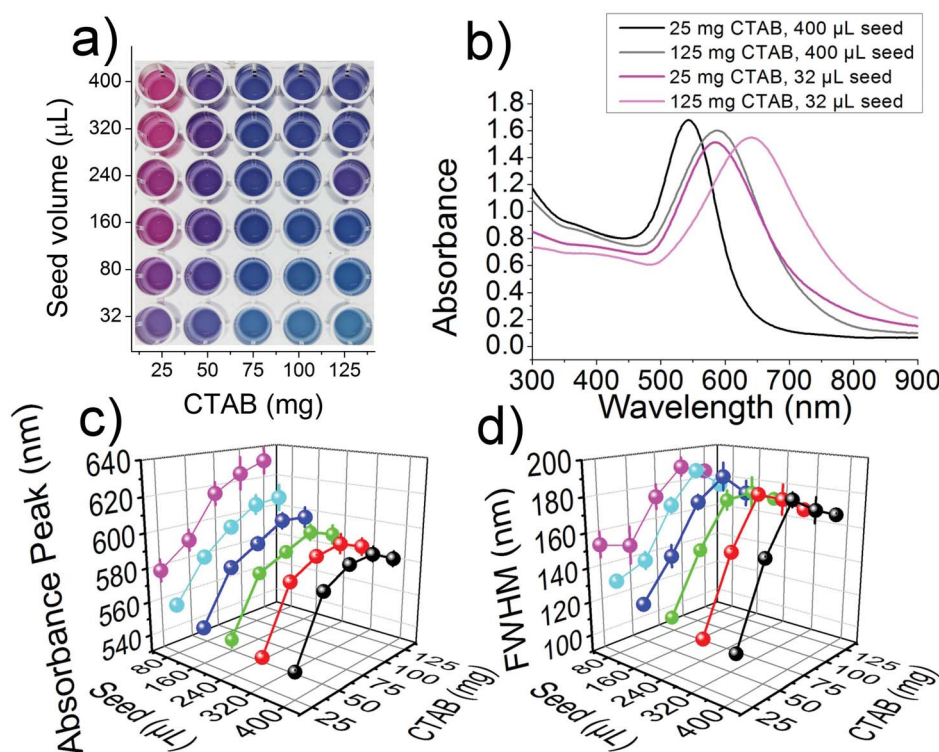 a)
Seed volume (µL)
400
320
240
160
80
32
25 50 75 100 125
CTAB (mg)
b)
25 mg CTAB, 400 µL seed
125 mg CTAB, 400 µL seed
25 mg CTAB, 32 µL seed
125 mg CTAB, 32 µL seed
Absorbance
1.8
1.6
1.4
1.2
1.0
0.8
0.6
0.4
0.2
0.0
300 400 500 600 700 800 900
Wavelength (nm)
c)
Absorbance Peak (nm)
640
620
600
580
560
540
80
160
240
320
400
Seed (µL)
25
50
75
100
125
CTAB (mg)
d)
FWHM (nm)
200
180
160
140
120
100
80
160
240
320
400
Seed (µL)
25
50
75
100
125
CTAB (mg)